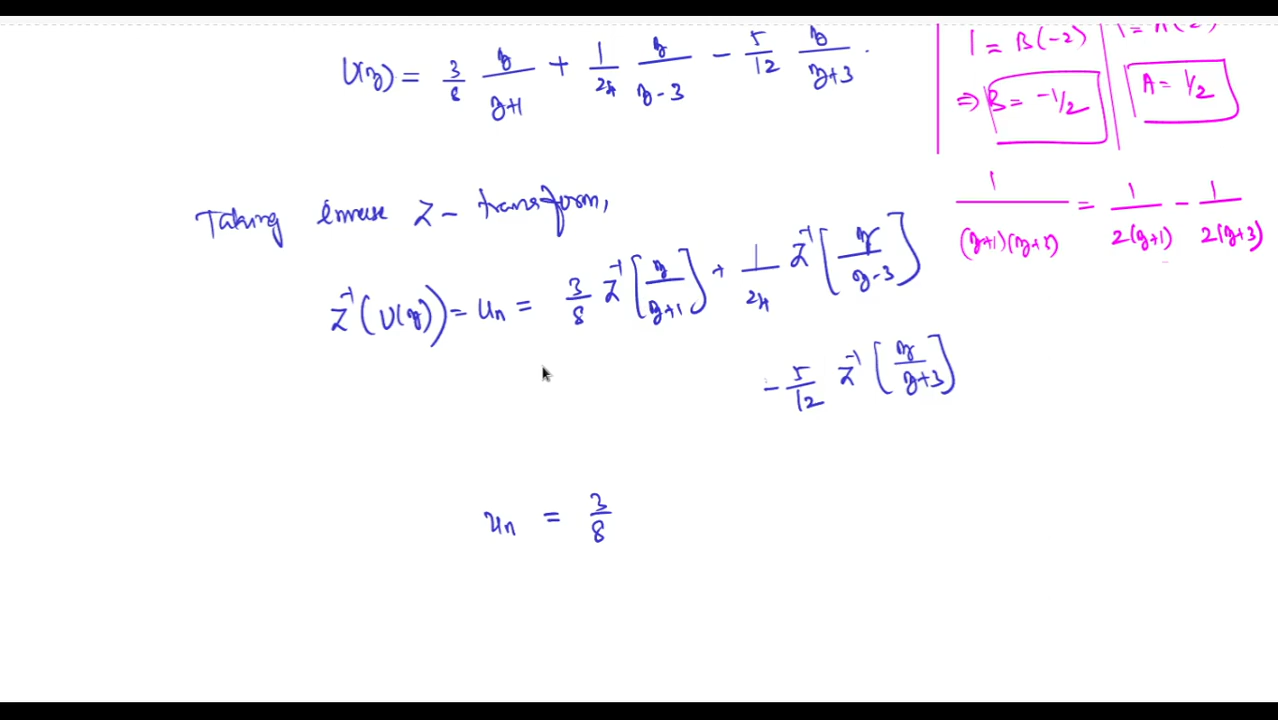 U(z) = 3/8 z/z+1 + 1/24 z/z-3 - 5/12 z/z+3 .
1 = B(-2)
⇒ B = -1/2
A = 1/2
1/(z+1)(z+3) = 1/2(z+1) - 1/2(z+3)
Taking inverse Z- transform,
Z⁻¹(U(z)) = uₙ = 3/8 Z⁻¹[z/z+1] + 1/24 Z⁻¹[z/z-3]
- 5/12 Z⁻¹[z/z+3]
uₙ = 3/8